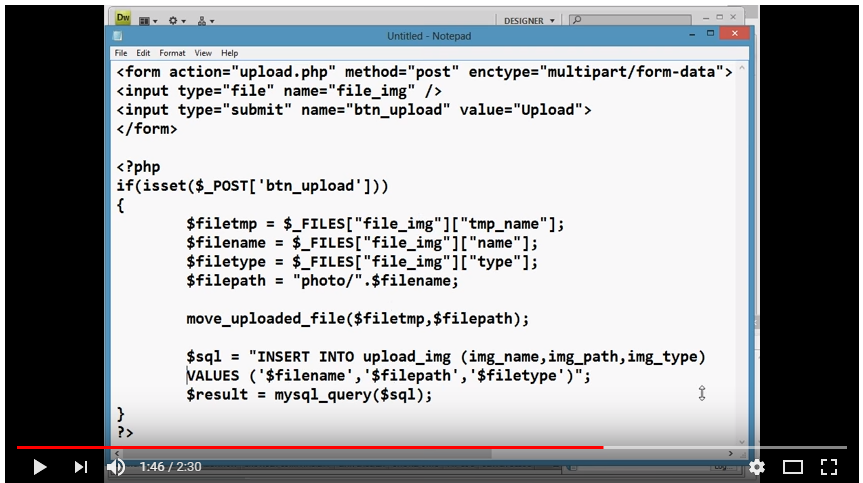 Dw
DESIGNER
Untitled - Notepad
File Edit Format View Help
<form action="upload.php" method="post" enctype="multipart/form-data">
<input type="file" name="file_img" />
<input type="submit" name="btn_upload" value="Upload">
</form>
<?php
if(isset($_POST['btn_upload']))
{
$filetmp = $_FILES["file_img"]["tmp_name"];
$filename = $_FILES["file_img"]["name"];
$filetype = $_FILES["file_img"]["type"];
$filepath = "photo/".$filename;
move_uploaded_file($filetmp,$filepath);
$sql = "INSERT INTO upload_img (img_name,img_path,img_type)
VALUES ('$filename','$filepath','$filetype')";
$result = mysql_query($sql);
}
?>
1:46 / 2:30